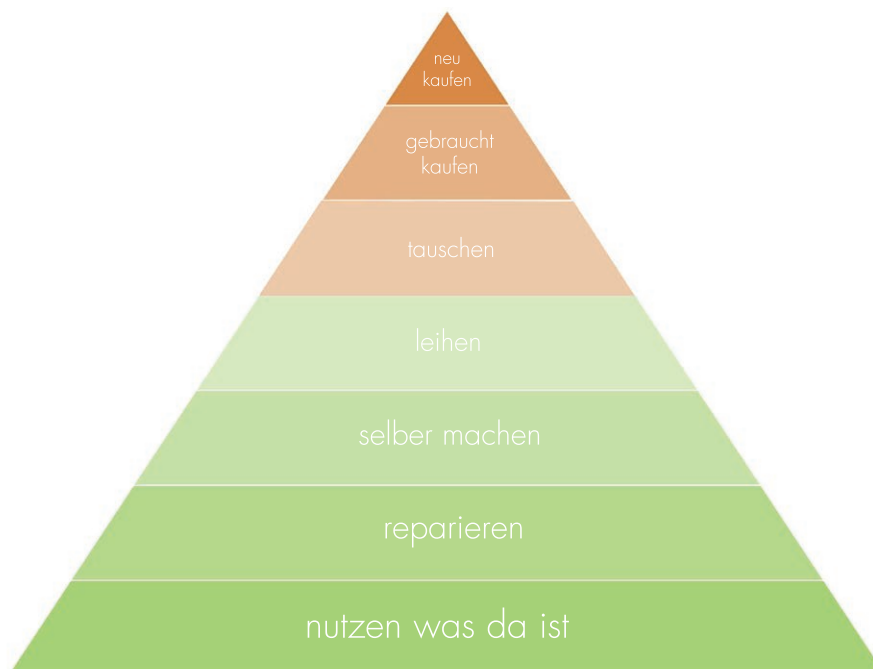 neu
kaufen
gebraucht
kaufen
tauschen
leihen
selber machen
reparieren
nutzen was da ist